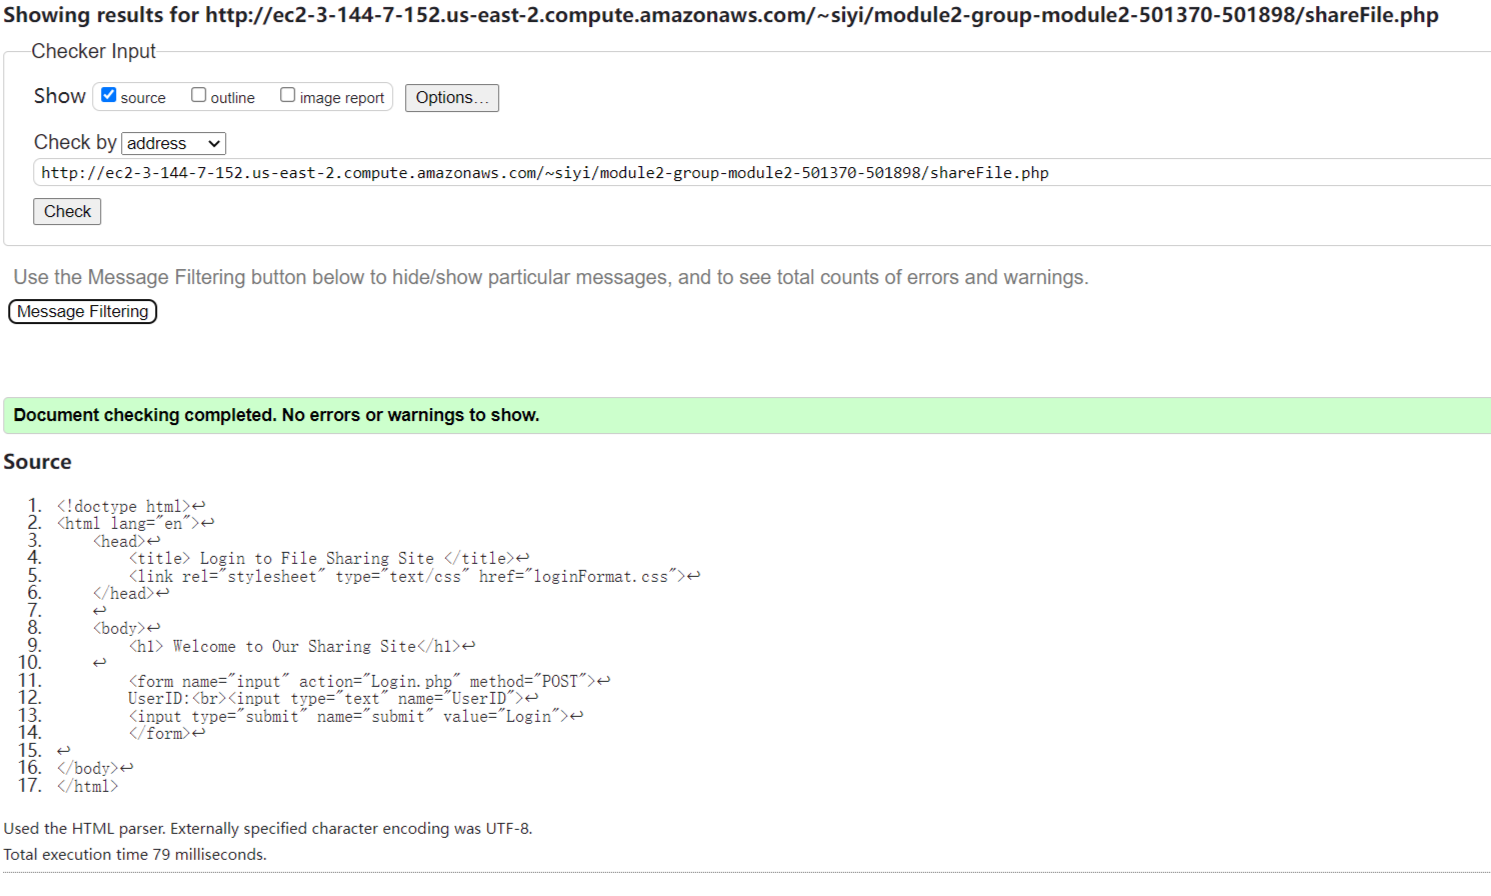 Showing results for http://ec2-3-144-7-152.us-east-2.compute.amazonaws.com/~siyi/module2-group-module2-501370-501898/shareFile.php
Checker Input
Show source outline image report Options...
Check by address
http://ec2-3-144-7-152.us-east-2.compute.amazonaws.com/~siyi/module2-group-module2-501370-501898/shareFile.php
Check
Use the Message Filtering button below to hide/show particular messages, and to see total counts of errors and warnings.
Message Filtering
Document checking completed. No errors or warnings to show.
Source
1. <!doctype html>↩
2. <html lang="en">↩
3. <head>↩
4. <title> Login to File Sharing Site </title>↩
5. <link rel="stylesheet" type="text/css" href="loginFormat.css">↩
6. </head>↩
7. ↩
8. <body>↩
9. <h1> Welcome to Our Sharing Site</h1>↩
10. ↩
11. <form name="input" action="Login.php" method="POST">↩
12. UserID:<br><input type="text" name="UserID">↩
13. <input type="submit" name="submit" value="Login">↩
14. </form>↩
15. ↩
16. </body>↩
17. </html>
Used the HTML parser. Externally specified character encoding was UTF-8.
Total execution time 79 milliseconds.